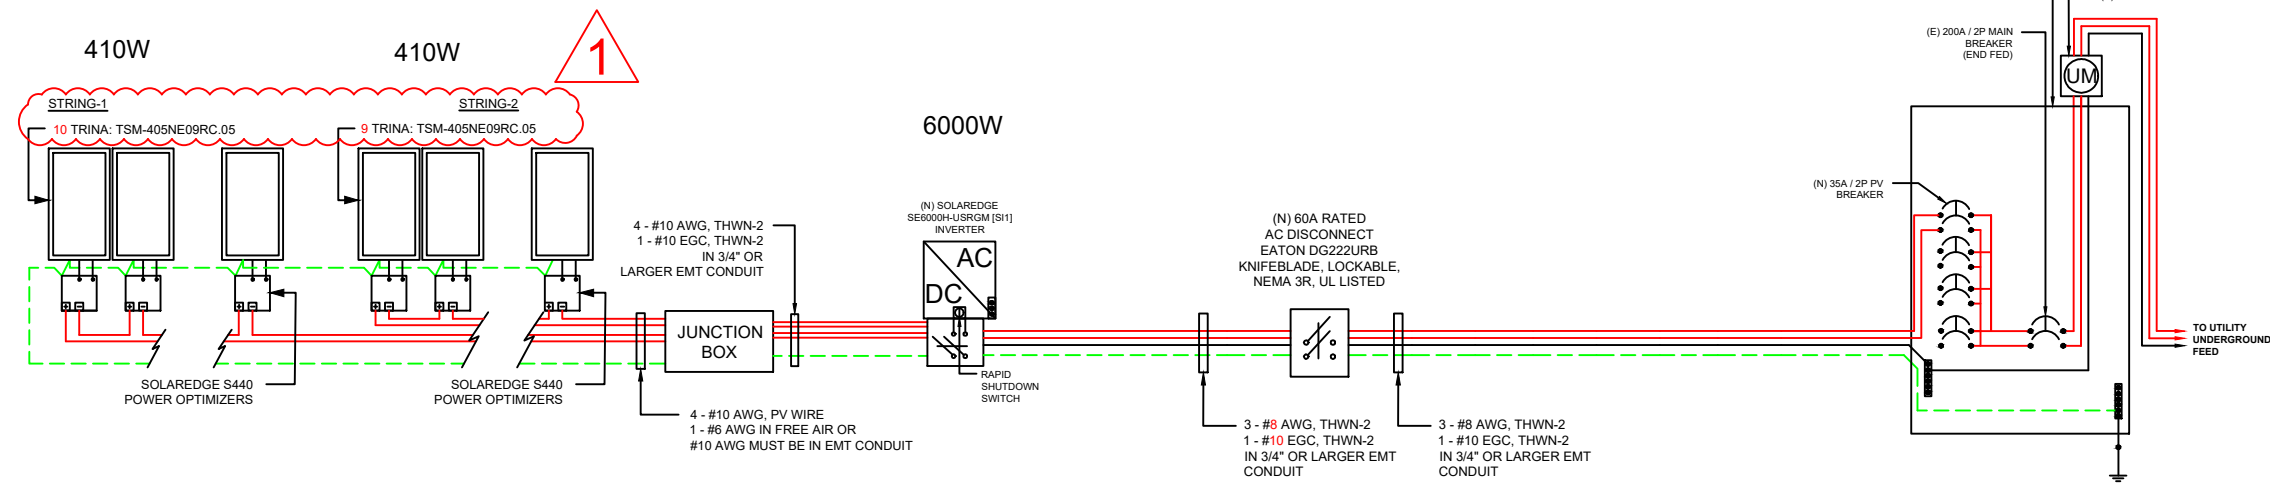 410W
410W
1
STRING-1
STRING-2
10 TRINA: TSM-405NE09RC.05
9 TRINA: TSM-405NE09RC.05
SOLAREDGE S440
POWER OPTIMIZERS
SOLAREDGE S440
POWER OPTIMIZERS
4 - #10 AWG, THWN-2
1 - #10 EGC, THWN-2
IN 3/4" OR
LARGER EMT CONDUIT
JUNCTION
BOX
4 - #10 AWG, PV WIRE
1 - #6 AWG IN FREE AIR OR
#10 AWG MUST BE IN EMT CONDUIT
6000W
(N) SOLAREDGE
SE6000H-USRGM [SI1]
INVERTER
AC
DC
RAPID
SHUTDOWN
SWITCH
(N) 60A RATED
AC DISCONNECT
EATON DG222URB
KNIFEBLADE, LOCKABLE,
NEMA 3R, UL LISTED
3 - #8 AWG, THWN-2
1 - #10 EGC, THWN-2
IN 3/4" OR LARGER EMT
CONDUIT
3 - #8 AWG, THWN-2
1 - #10 EGC, THWN-2
IN 3/4" OR LARGER EMT
CONDUIT
(E) 200A / 2P MAIN
BREAKER
(END FED)
UM
(N) 35A / 2P PV
BREAKER
TO UTILITY
UNDERGROUND
FEED